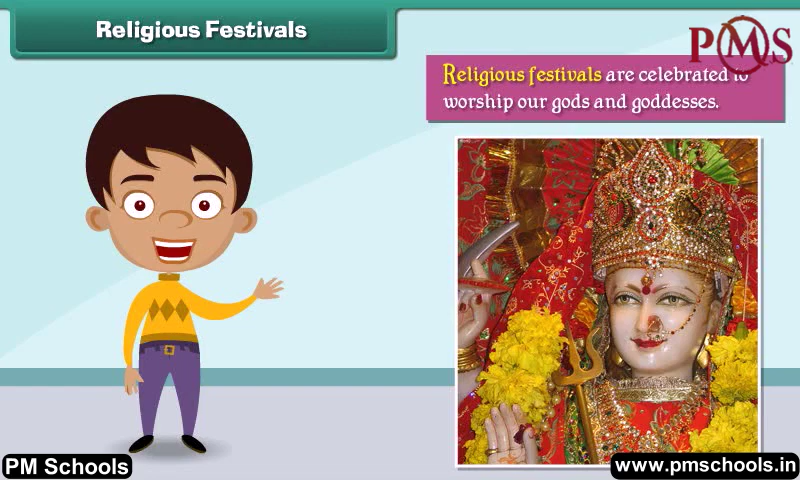 Religious Festivals
PMS
Religious festivals are celebrated to
worship our gods and goddesses.
PM Schools
www.pmschools.in